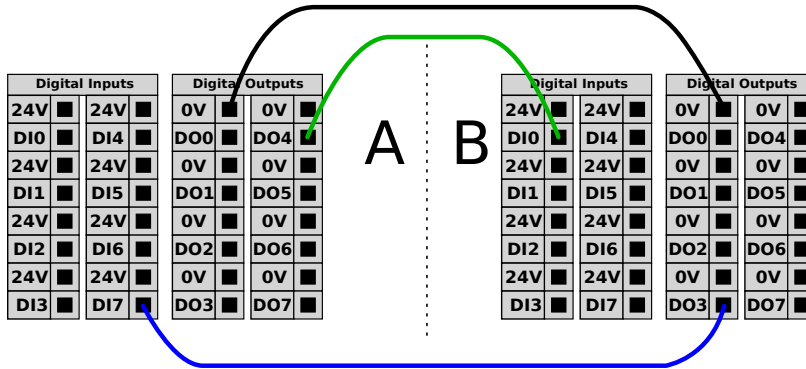 Digital Inputs Digital Outputs Digital Inputs Digital Outputs
24V 24V 0V 0V 24V 24V 0V 0V
DI0 DI4 DO0 DO4 A B DI0 DI4 DO0 DO4
24V 24V 0V 0V 24V 24V 0V 0V
DI1 DI5 DO1 DO5 DI1 DI5 DO1 DO5
24V 24V 0V 0V 24V 24V 0V 0V
DI2 DI6 DO2 DO6 DI2 DI6 DO2 DO6
24V 24V 0V 0V 24V 24V 0V 0V
DI3 DI7 DO3 DO7 DI3 DI7 DO3 DO7